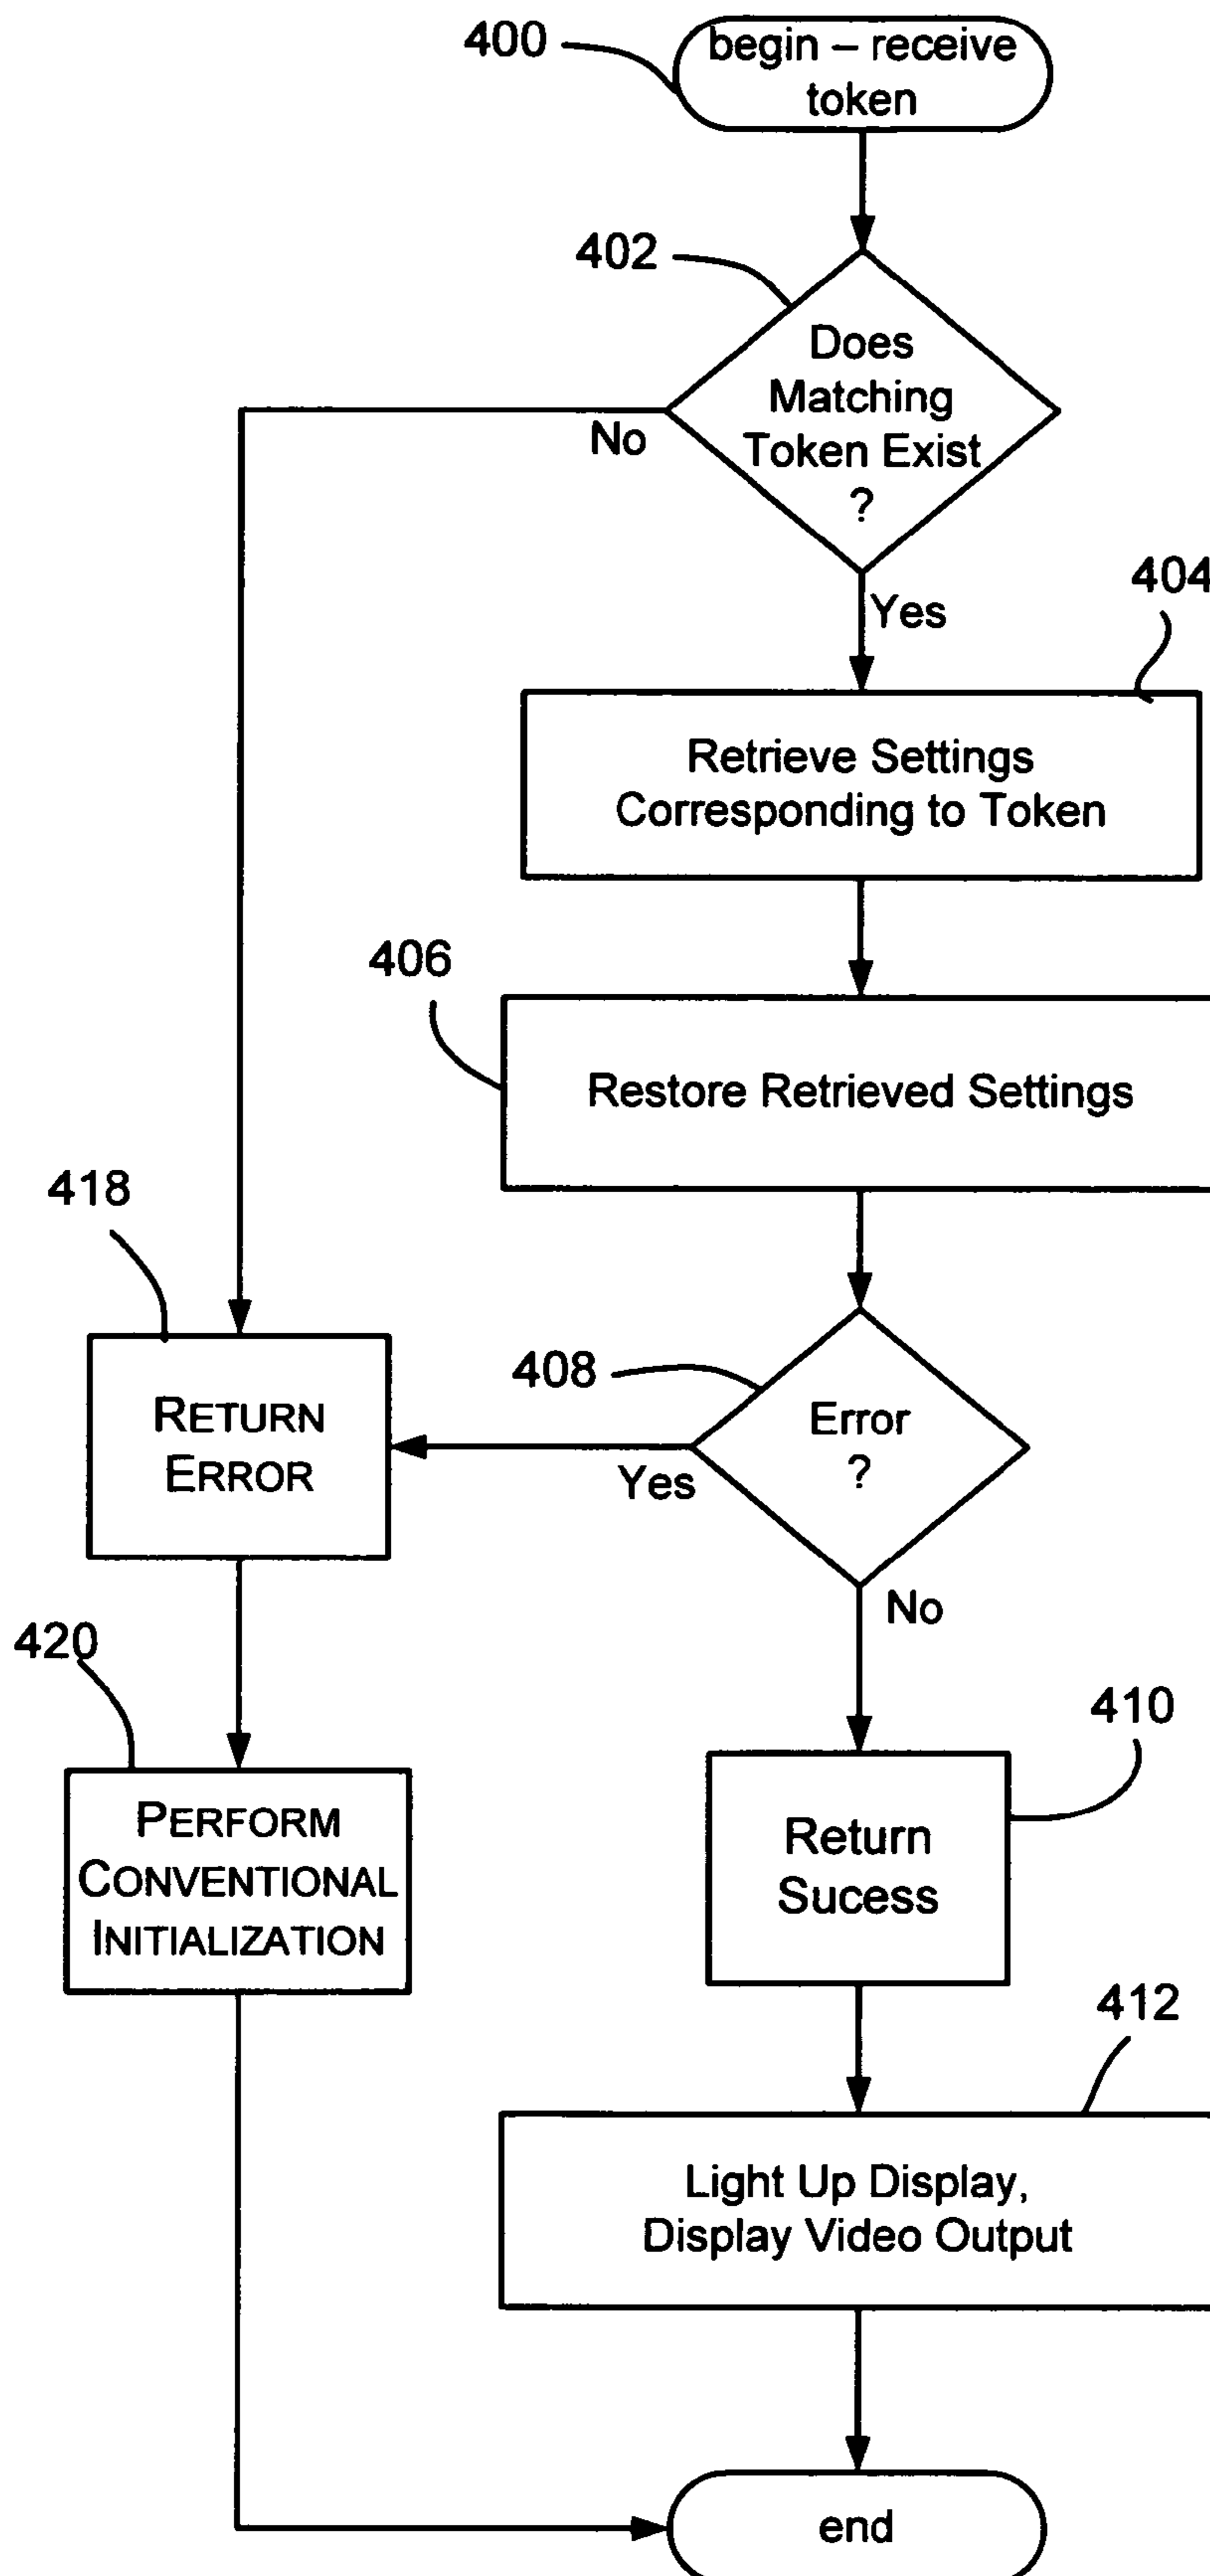 400
begin – receive
token
402
Does
Matching
Token Exist
?
No
Yes
404
Retrieve Settings
Corresponding to Token
406
Restore Retrieved Settings
418
RETURN
ERROR
408
Error
?
Yes
No
420
PERFORM
CONVENTIONAL
INITIALIZATION
410
Return
Sucess
412
Light Up Display,
Display Video Output
end